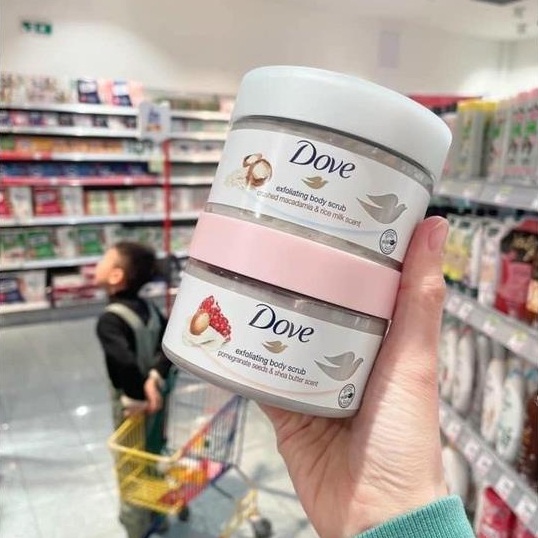 Dove
exfoliating body scrub
crushed macadamia & rice milk scent
Dove
exfoliating body scrub
pomegranate seeds & shea butter scent